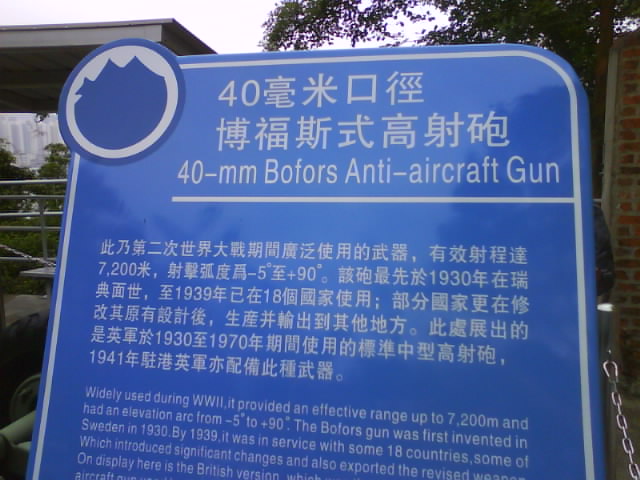 40毫米口徑
博福斯式高射砲
40-mm Bofors Anti-aircraft Gun
此乃第二次世界大戰期間廣泛使用的武器，有效射程達
7,200米，射擊弧度爲-5°至+90°。該砲最先於1930年在瑞
典面世，至1939年已在18個國家使用；部分國家更在修
改其原有設計後，生產并輸出到其他地方。此處展出的
是英軍於1930至1970年期間使用的標準中型高射砲，
1941年駐港英軍亦配備此種武器。
Widely used during WWII,it provided an effective range up to 7,200m and
had an elevation arc from -5° to +90°. The Bofors gun was first invented in
Sweden in 1930.By 1939,it was in service with some 18 countries,some of
Which introduced significant changes and also exported the revised weapon
On display here is the British version, which
aircraft gun